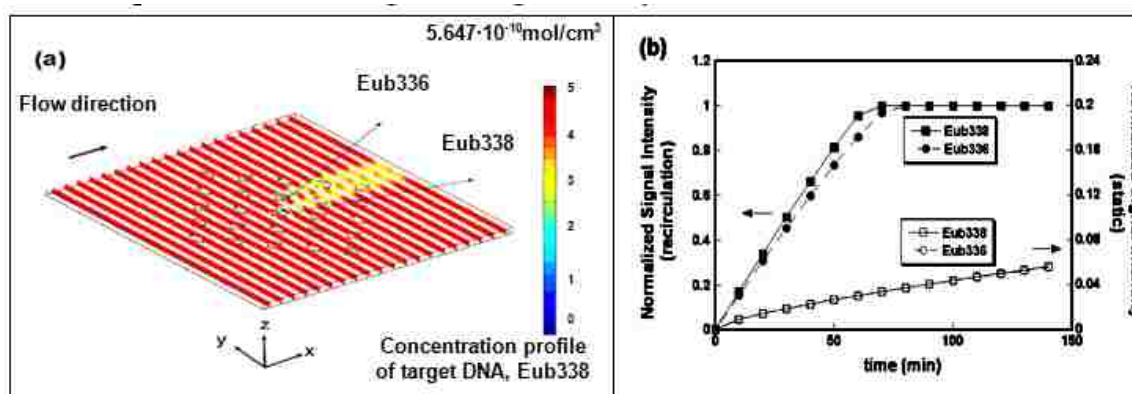 5.647·10⁻¹⁰mol/cm³
(a)
Eub336
Flow direction
Eub338
5
4
3
2
1
0
z
y
x
Concentration profile
of target DNA, Eub338
(b)
1.2
1
0.8
0.6
0.4
0.2
0
0.24
0.2
0.16
0.12
0.08
0.04
0
Eub338
Eub336
Eub338
Eub336
Normalized Signal Intensity
(recirculation)
(static)
0
50
100
150
time (min)